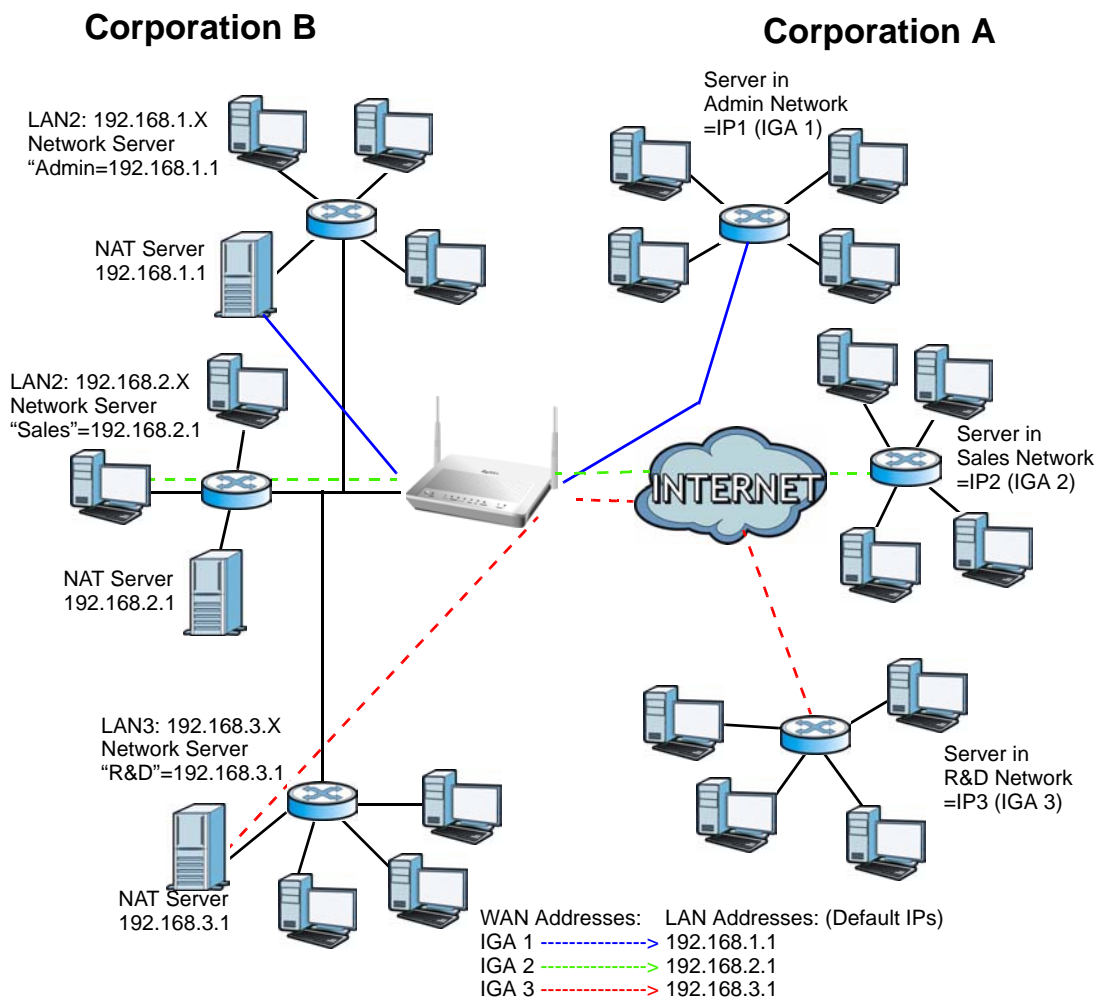 Corporation B
Corporation A
LAN2: 192.168.1.X
Network Server
“Admin=192.168.1.1
Server in
Admin Network
=IP1 (IGA 1)
NAT Server
192.168.1.1
LAN2: 192.168.2.X
Network Server
“Sales”=192.168.2.1
Server in
Sales Network
=IP2 (IGA 2)
INTERNET
NAT Server
192.168.2.1
LAN3: 192.168.3.X
Network Server
“R&D”=192.168.3.1
Server in
R&D Network
=IP3 (IGA 3)
NAT Server
192.168.3.1
WAN Addresses: LAN Addresses: (Default IPs)
IGA 1 ---------------> 192.168.1.1
IGA 2 ---------------> 192.168.2.1
IGA 3 ---------------> 192.168.3.1